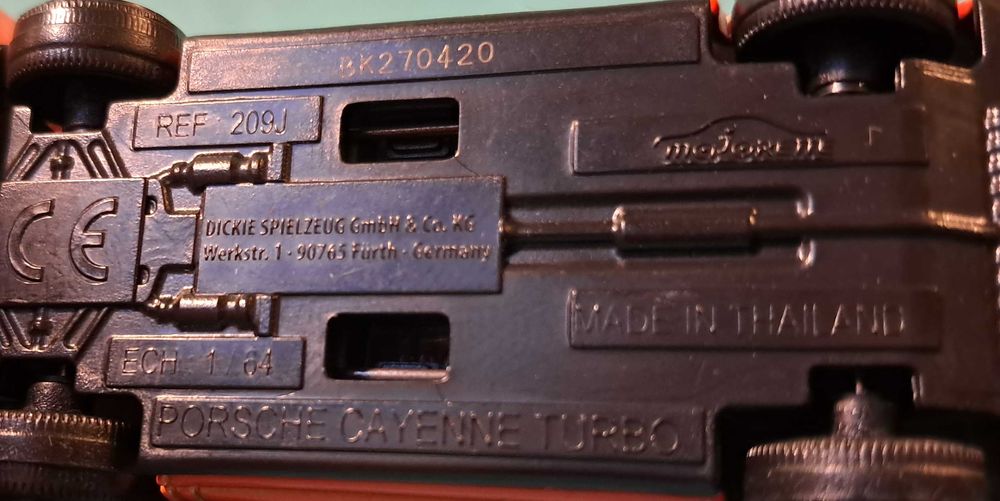 BK270420
REF 209J
majorette
CE
DICKIE SPIELZEUG GmbH & Co. KG
Werkstr. 1 · 90765 Fürth · Germany
MADE IN THAILAND
ECH 1/64
PORSCHE CAYENNE TURBO